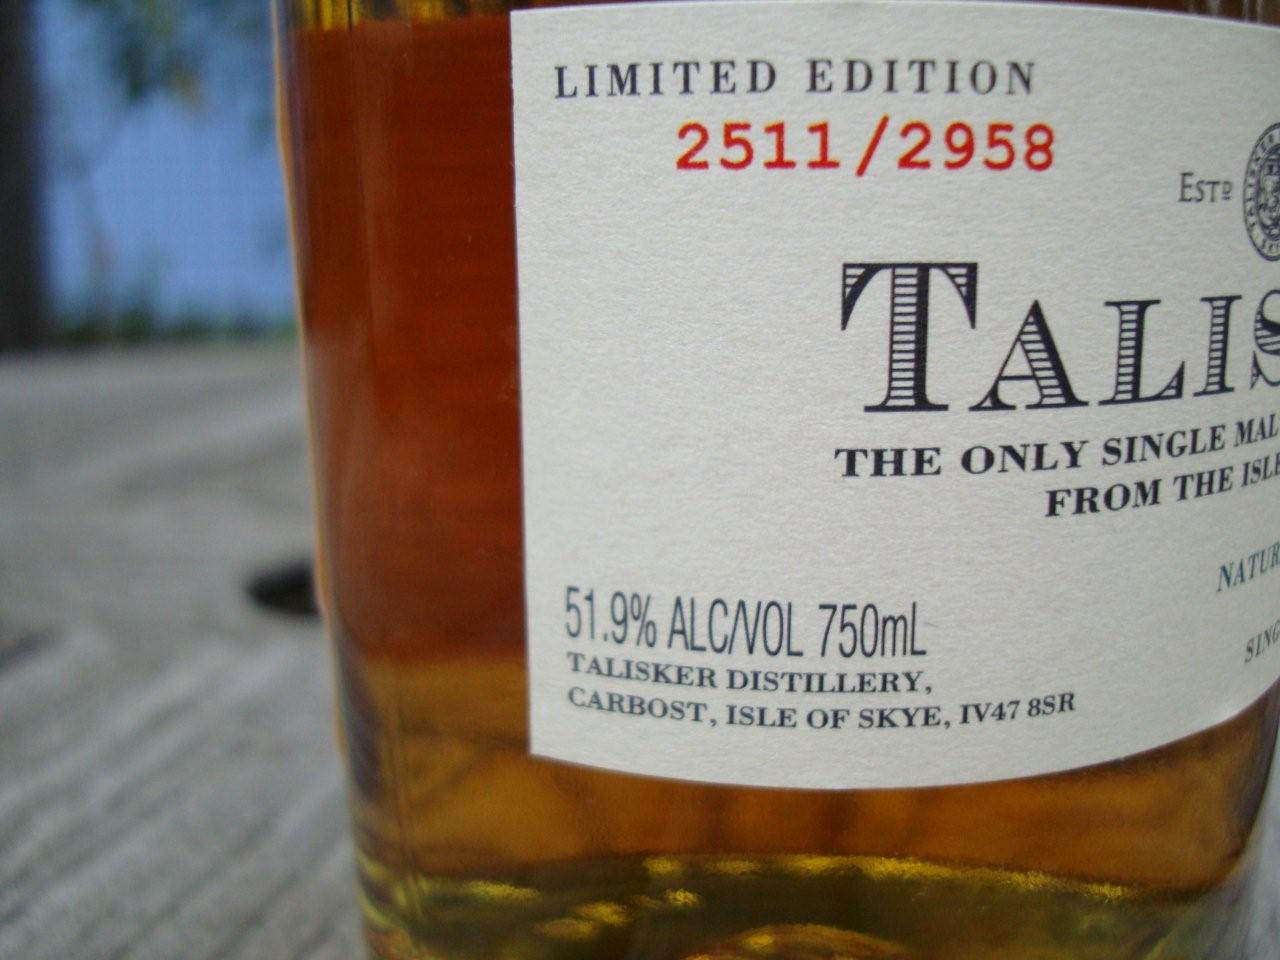 LIMITED EDITION
2511/2958
ESTD
TALIS
THE ONLY SINGLE MAL
FROM THE ISLE
NATUR
SING
51.9% ALC/VOL 750mL
TALISKER DISTILLERY,
CARBOST, ISLE OF SKYE, IV47 8SR